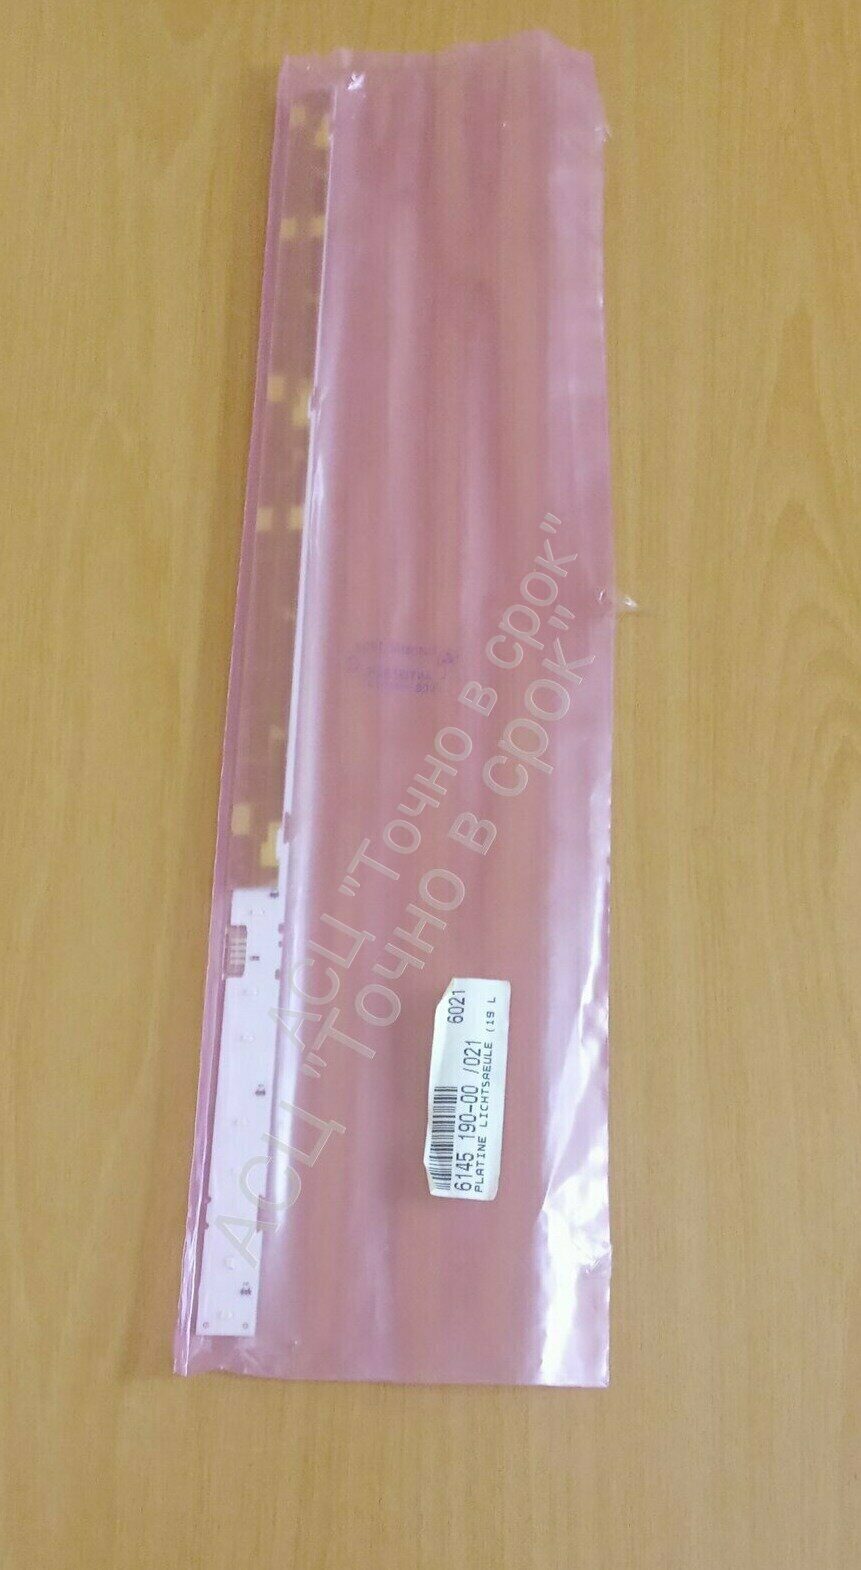 АСЦ "Точно в срок"
АСЦ "Точно в срок"
6145 190-00 /021 6021
PLATINE LICHTSAEULE (19 L